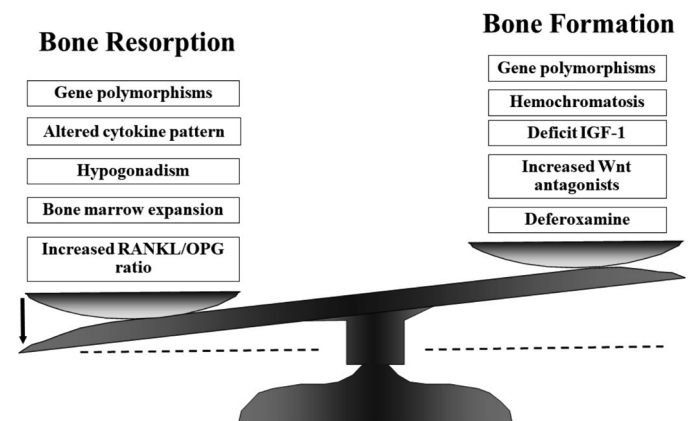 Bone Resorption
Gene polymorphisms
Altered cytokine pattern
Hypogonadism
Bone marrow expansion
Increased RANKL/OPG
ratio
Bone Formation
Gene polymorphisms
Hemochromatosis
Deficit IGF-1
Increased Wnt
antagonists
Deferoxamine